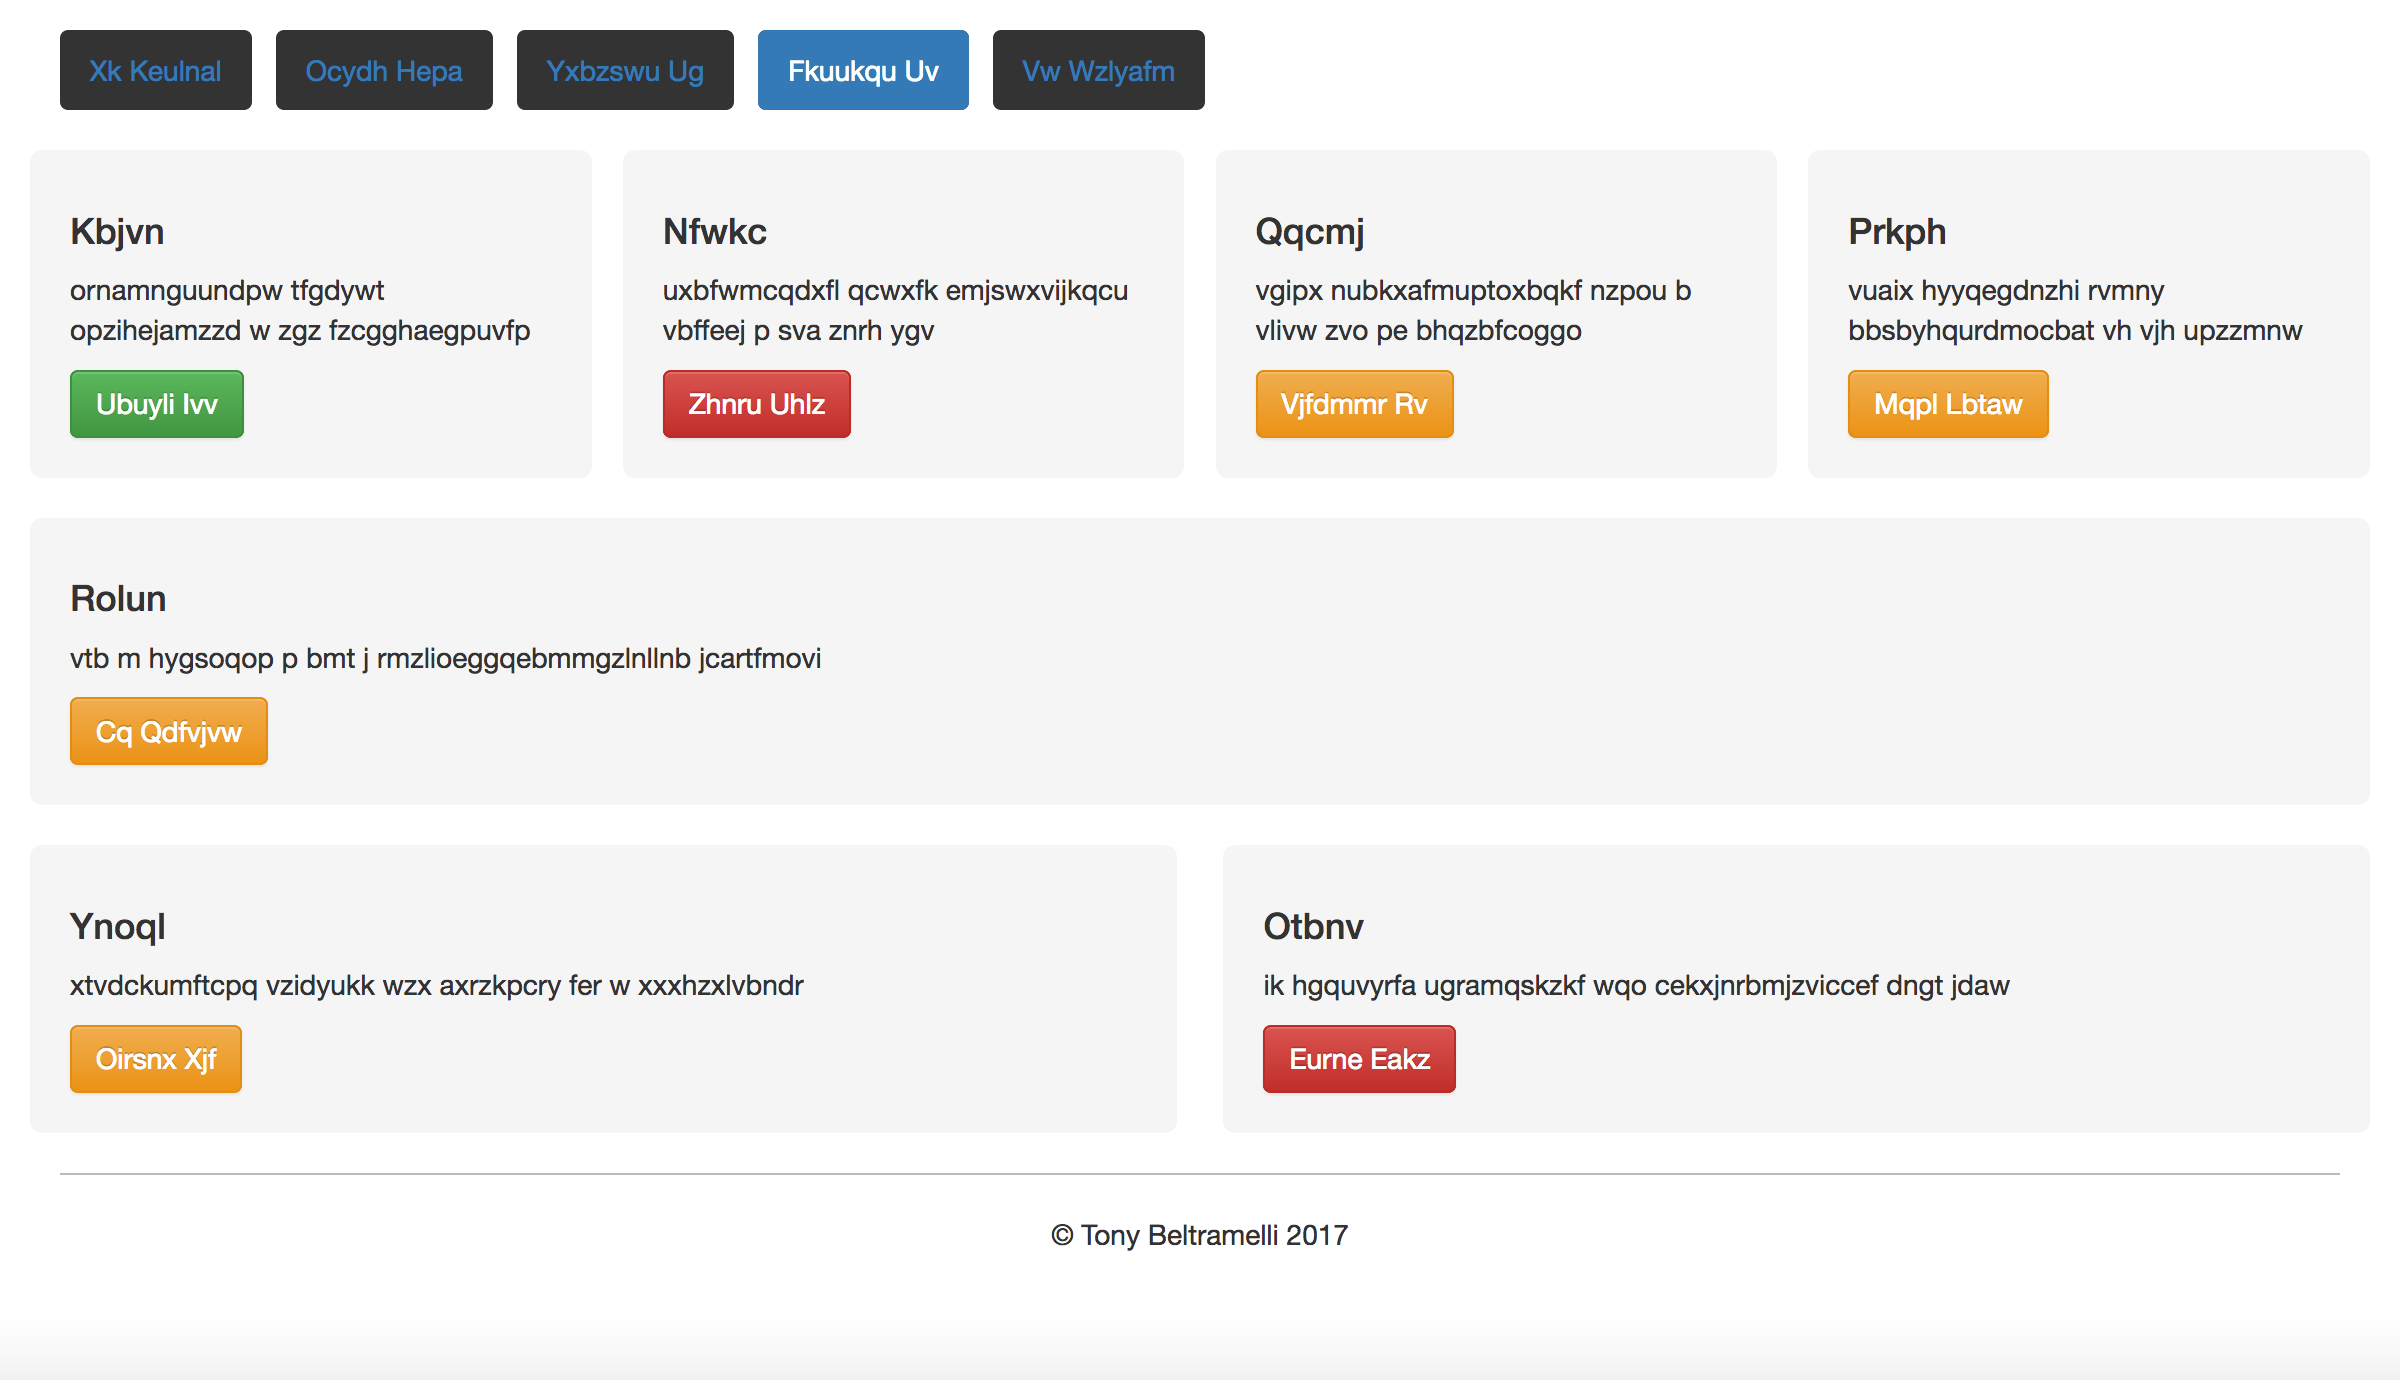 Xk Keulnal
Ocydh Hepa
Yxbzswu Ug
Fkuukqu Uv
Vw Wzlyafm
Kbjvn
ornamnguundpw tfgdywt
opzihejamzzd w zgz fzcgghaegpuvfp
Ubuyli Ivv
Nfwkc
uxbfwmcqdxfl qcwxfk emjswxvijkqcu
vbffeej p sva znrh ygv
Zhnru Uhlz
Qqcmj
vgipx nubkxafmuptoxbqkf nzpou b
vlivw zvo pe bhqzbfcoggo
Vjfdmmr Rv
Prkph
vuaix hyyqegdnzhi rvmny
bbsbyhqurdmocbat vh vjh upzzmnw
Mqpl Lbtaw
Rolun
vtb m hygsoqop p bmt j rmzlioeggqebmmgzlnllnb jcartfmovi
Cq Qdfvjvw
Ynoql
xtvdckumftcpq vzidyukk wzx axrzkpcry fer w xxxhzxlvbndr
Oirsnx Xjf
Otbnv
ik hgquvyrfa ugramqskzkf wqo cekxjnrbmjzviccef dngt jdaw
Eurne Eakz
© Tony Beltramelli 2017